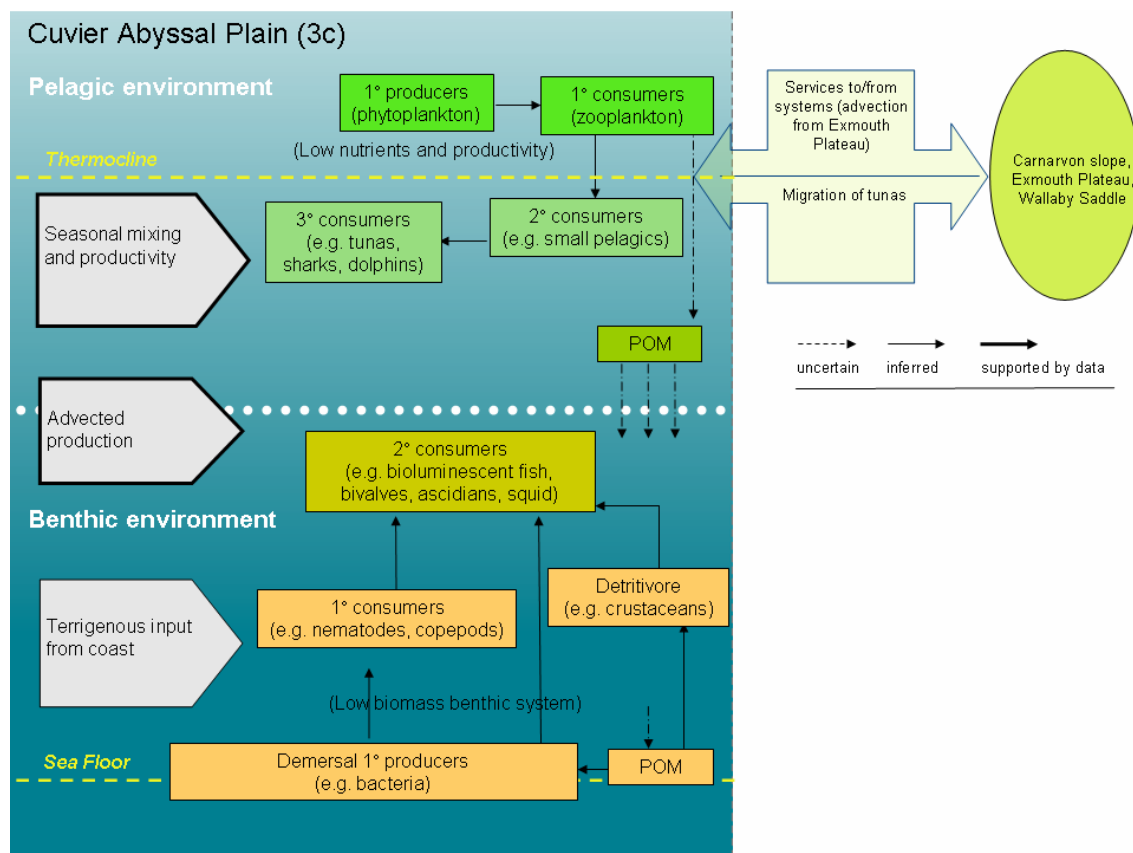 Cuvier Abyssal Plain (3c)
Pelagic environment
1° producers
(phytoplankton)
1° consumers
(zooplankton)
(Low nutrients and productivity)
Thermocline
Seasonal mixing
and productivity
3° consumers
(e.g. tunas,
sharks, dolphins)
2° consumers
(e.g. small pelagics)
POM
Services to/from
systems (advection
from Exmouth
Plateau)
Migration of tunas
Carnarvon slope,
Exmouth Plateau,
Wallaby Saddle
uncertain
inferred
supported by data
Advected
production
2° consumers
(e.g. bioluminescent fish,
bivalves, ascidians, squid)
Benthic environment
Terrigenous input
from coast
1° consumers
(e.g. nematodes, copepods)
Detritivore
(e.g. crustaceans)
(Low biomass benthic system)
Sea Floor
Demersal 1° producers
(e.g. bacteria)
POM